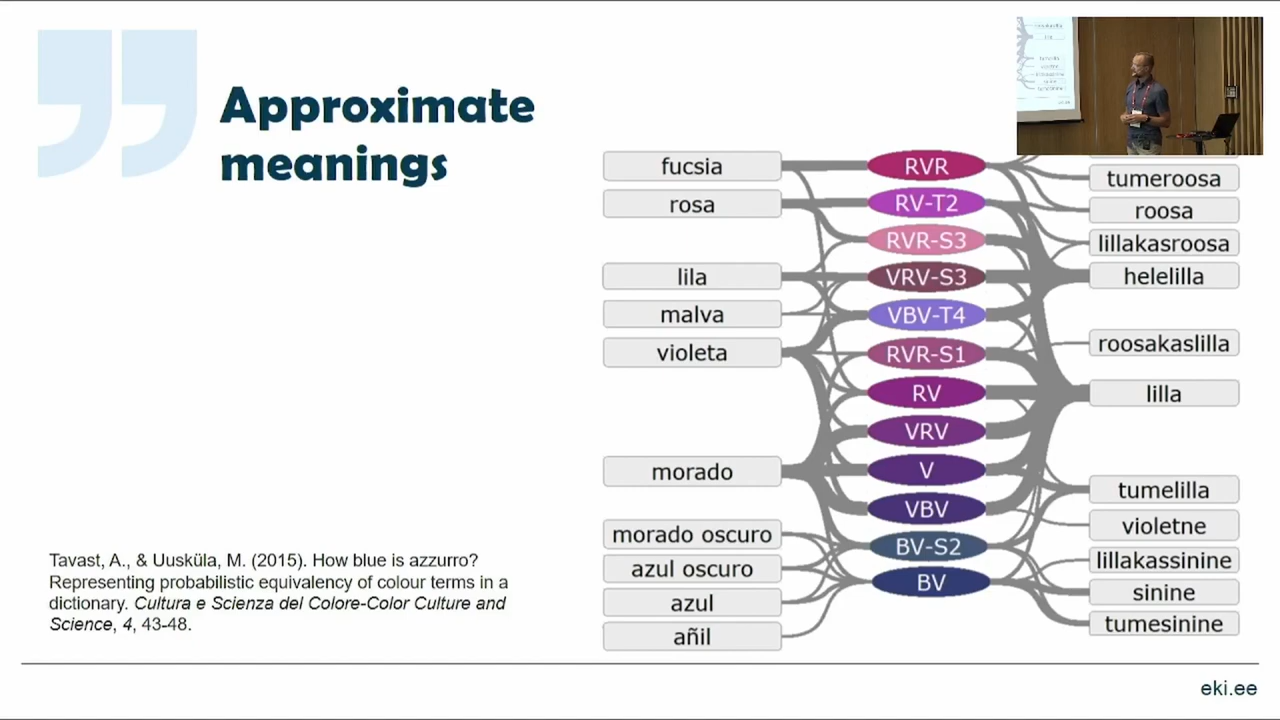 Approximate
meanings
fucsia
rosa
lila
malva
violeta
morado
morado oscuro
azul oscuro
azul
añil
RVR
RV-T2
RVR-S3
VRV-S3
VBV-T4
RVR-S1
RV
VRV
V
VBV
BV-S2
BV
tumeroosa
roosa
lillakasroosa
helelilla
roosakaslilla
lilla
tumelilla
violetne
lillakassinine
sinine
tumesinine
Tavast, A., & Uusküla, M. (2015). How blue is azzurro?
Representing probabilistic equivalency of colour terms in a
dictionary. Cultura e Scienza del Colore-Color Culture and
Science, 4, 43-48.
eki.ee